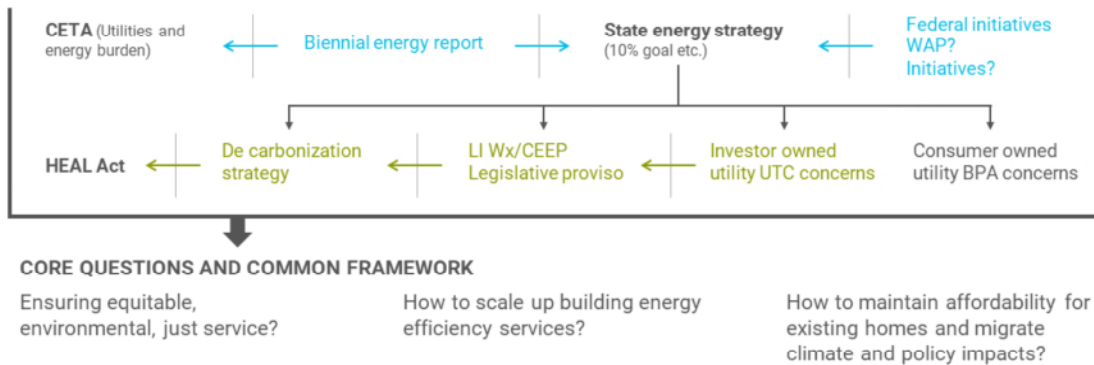 CETA (Utilities and
energy burden)
Biennial energy report
State energy strategy
(10% goal etc.)
Federal initiatives
WAP?
Initiatives?
HEAL Act
De carbonization
strategy
LI Wx/CEEP
Legislative proviso
Investor owned
utility UTC concerns
Consumer owned
utility BPA concerns
CORE QUESTIONS AND COMMON FRAMEWORK
Ensuring equitable,
environmental, just service?
How to scale up building energy
efficiency services?
How to maintain affordability for
existing homes and migrate
climate and policy impacts?